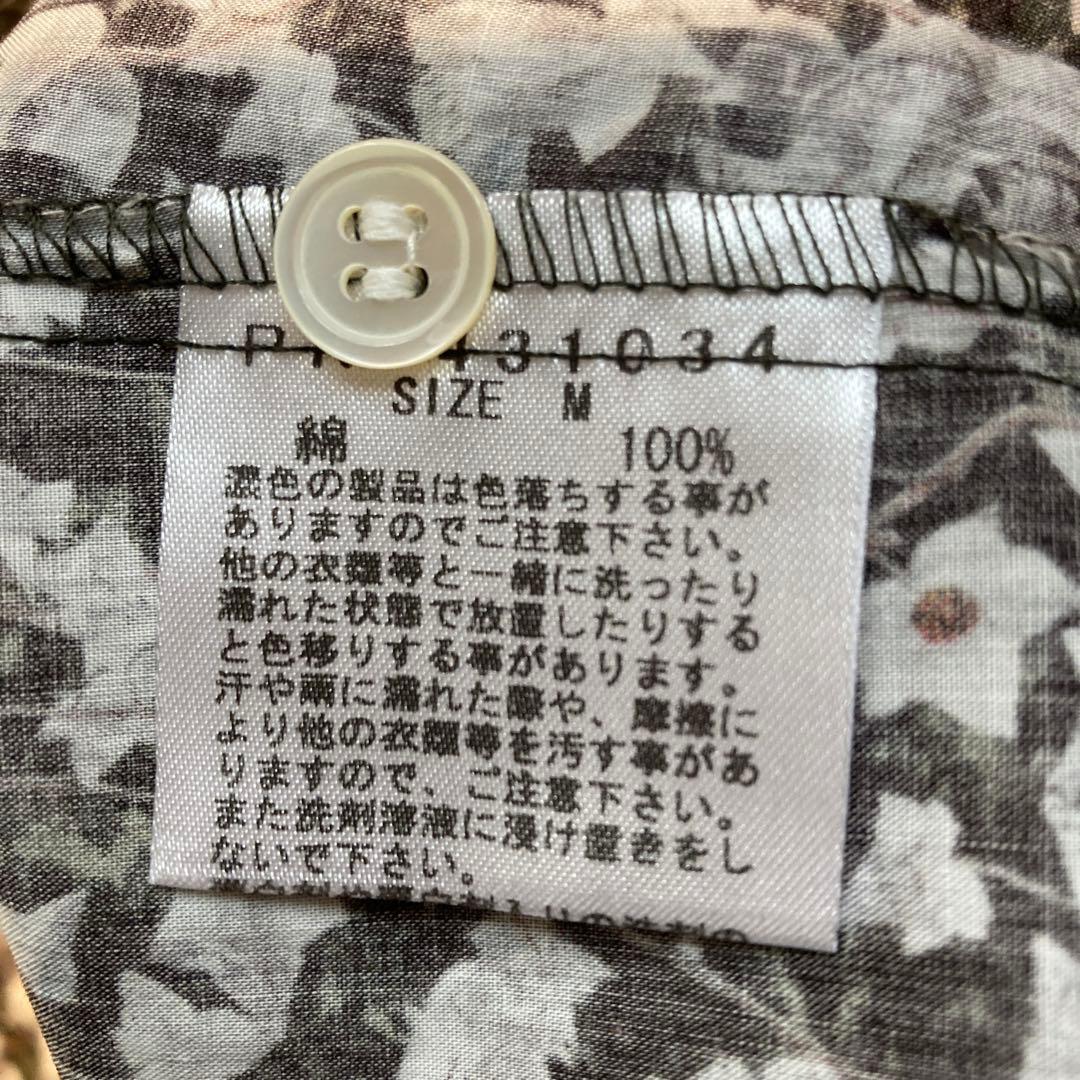 431034
SIZE M
綿 100%
濃色の製品は色落ちする事が
ありますのでご注意下さい。
他の衣類等と一緒に洗ったり
濡れた状態で放置したりする
と色移りする事があります。
汗や雨に濡れた際や、摩擦に
より他の衣類等を汚す事があ
りますので、ご注意下さい。
また洗剤溶液に浸け置きをし
ないで下さい。